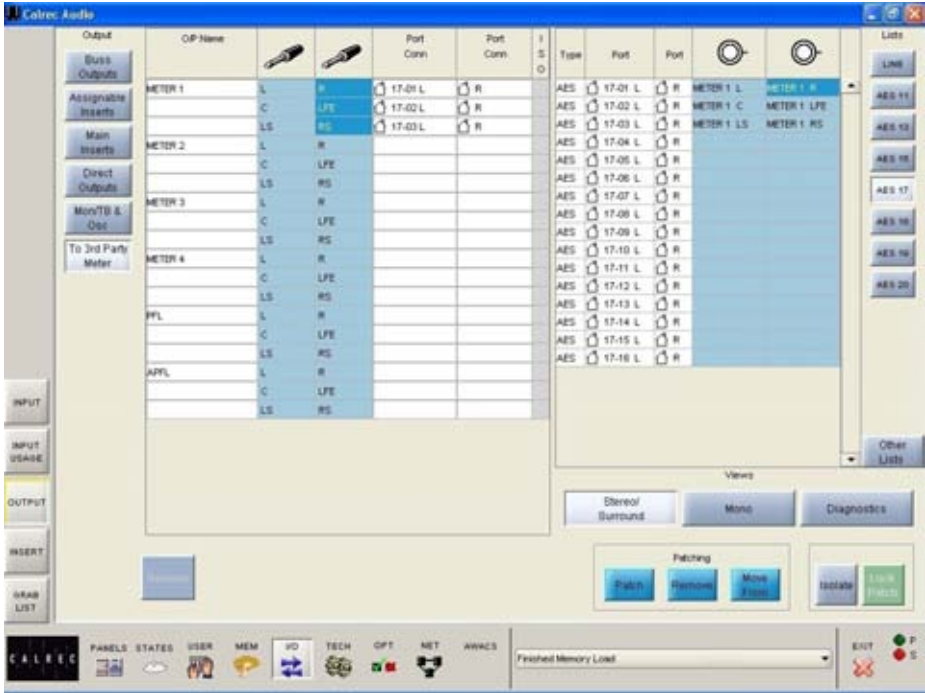 Calrec Audio
Output
Buss Outputs
Assignable Inserts
Main Inserts
Direct Outputs
Mon/TB & Osc
To 3rd Party Meter
O/P Name Port Conn Port Conn I S O
METER 1 L R 17-01 L R
C LFE 17-02 L R
LS RS 17-03 L R
METER 2 L R
C LFE
LS RS
METER 3 L R
C LFE
LS RS
METER 4 L R
C LFE
LS RS
PFL L R
C LFE
LS RS
APFL L R
C LFE
LS RS
Type Port Port
AES 17-01 L R METER 1 L METER 1 R
AES 17-02 L R METER 1 C METER 1 LFE
AES 17-03 L R METER 1 LS METER 1 RS
AES 17-04 L R
AES 17-05 L R
AES 17-06 L R
AES 17-07 L R
AES 17-08 L R
AES 17-09 L R
AES 17-10 L R
AES 17-11 L R
AES 17-12 L R
AES 17-13 L R
AES 17-14 L R
AES 17-15 L R
AES 17-16 L R
Lists
LINE
AES 11
AES 15
AES 17
AES 18
AES 19
AES 20
Other Lists
INPUT
INPUT USAGE
OUTPUT
INSERT
GRAB LIST
Views
Stereo/ Surround
Mono
Diagnostics
Patching
Patch
Remove
Move From
Isolate
Lock Patch
CALREC
PANELS STATES USER MEM I/O TECH OPT NET AWACS
Finished Memory Load
EXIT
P
S